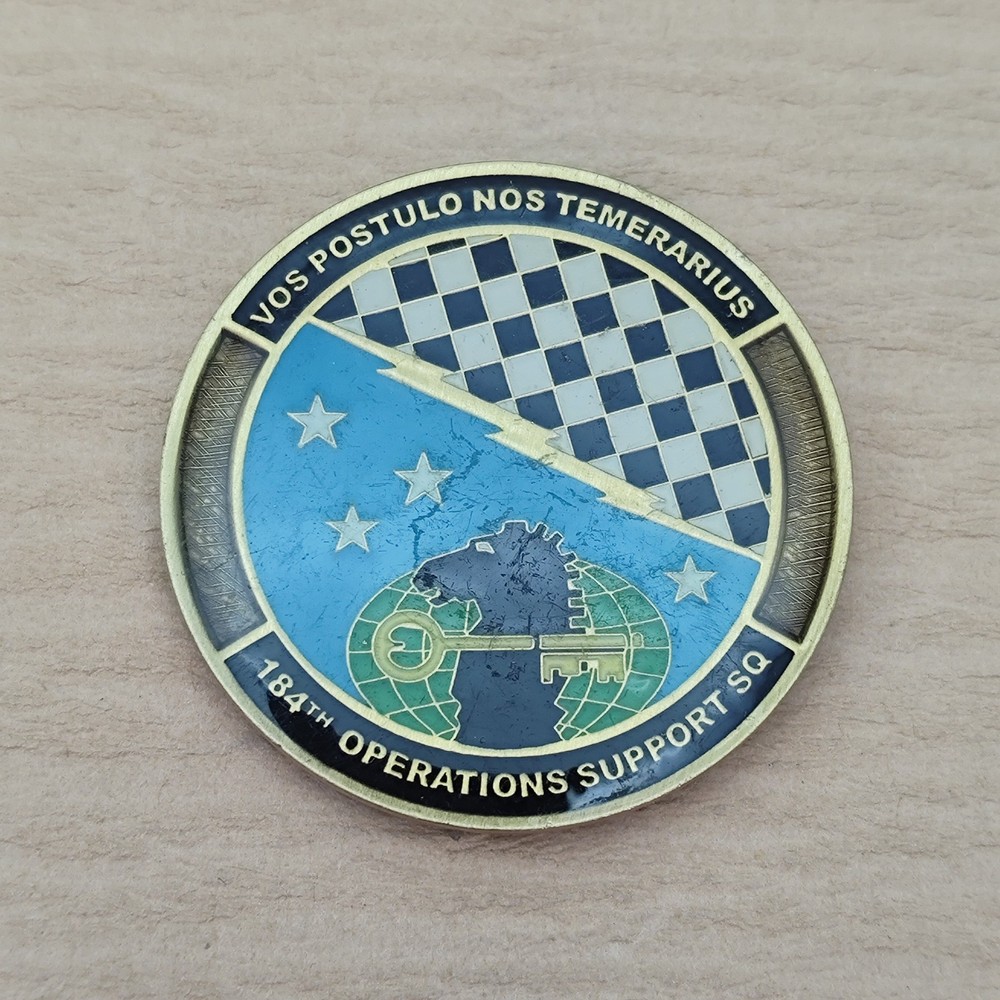 VOS POSTULO NOS TEMERARIUS
184TH OPERATIONS SUPPORT SQ